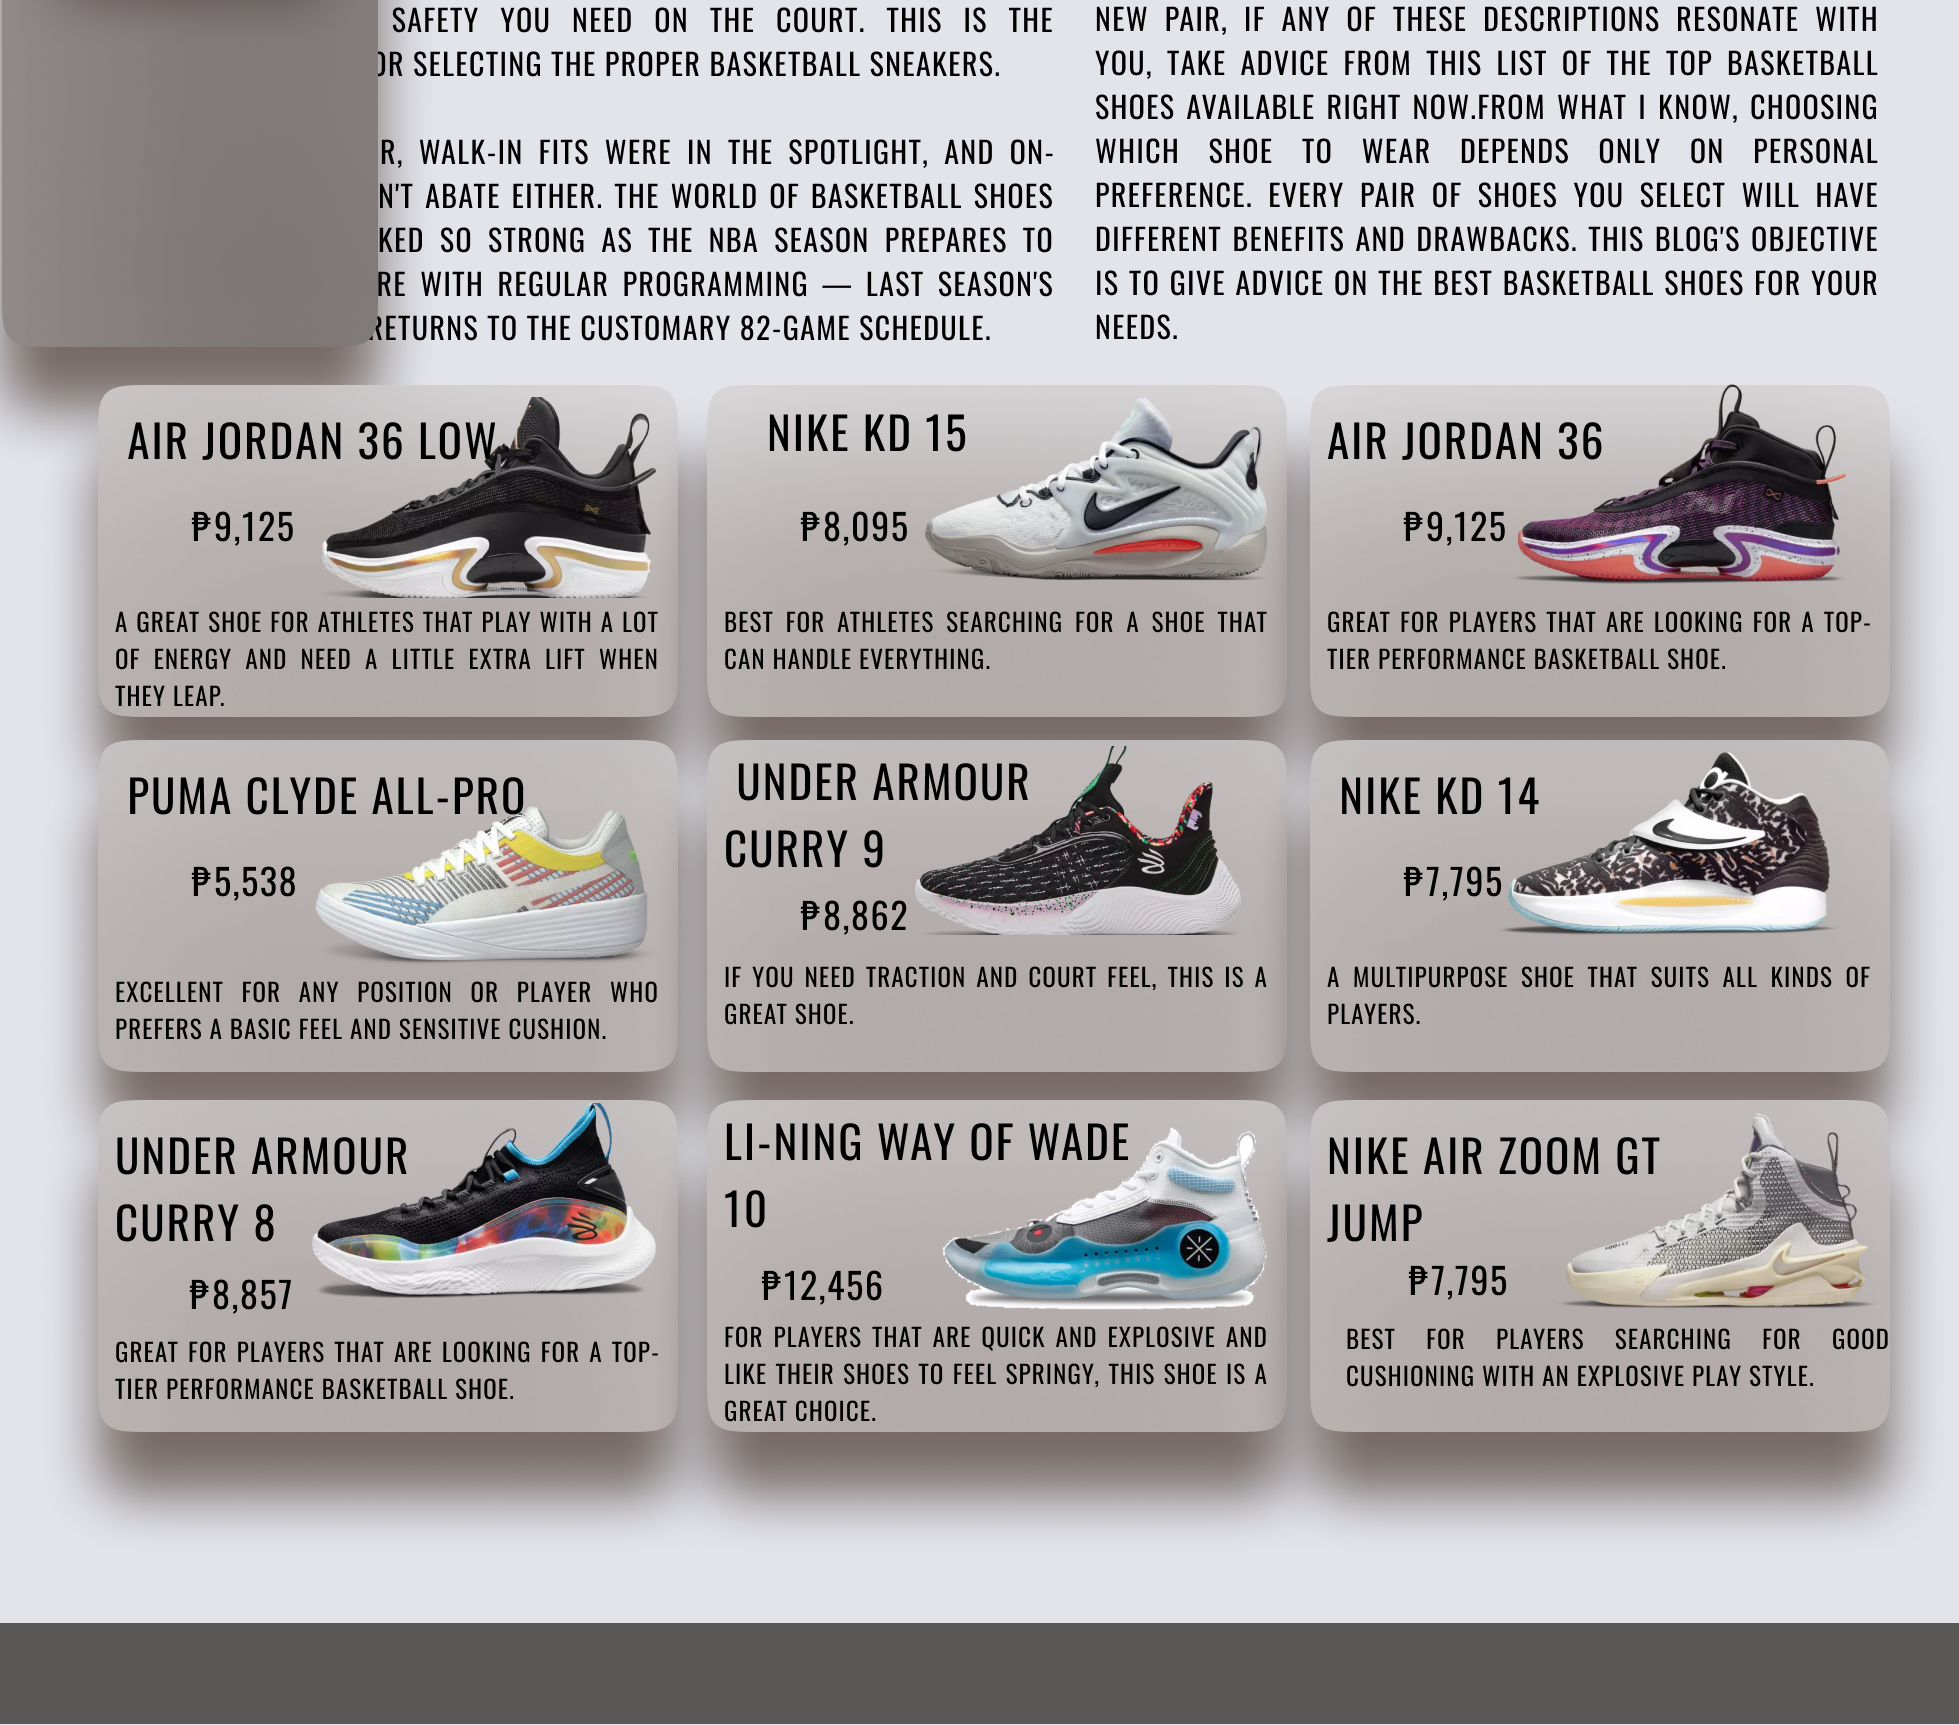 SAFETY YOU NEED ON THE COURT. THIS IS THE
OR SELECTING THE PROPER BASKETBALL SNEAKERS.
R, WALK-IN FITS WERE IN THE SPOTLIGHT, AND ON-
N'T ABATE EITHER. THE WORLD OF BASKETBALL SHOES
KED SO STRONG AS THE NBA SEASON PREPARES TO
RE WITH REGULAR PROGRAMMING — LAST SEASON'S
RETURNS TO THE CUSTOMARY 82-GAME SCHEDULE.
NEW PAIR, IF ANY OF THESE DESCRIPTIONS RESONATE WITH
YOU, TAKE ADVICE FROM THIS LIST OF THE TOP BASKETBALL
SHOES AVAILABLE RIGHT NOW.FROM WHAT I KNOW, CHOOSING
WHICH SHOE TO WEAR DEPENDS ONLY ON PERSONAL
PREFERENCE. EVERY PAIR OF SHOES YOU SELECT WILL HAVE
DIFFERENT BENEFITS AND DRAWBACKS. THIS BLOG'S OBJECTIVE
IS TO GIVE ADVICE ON THE BEST BASKETBALL SHOES FOR YOUR
NEEDS.
AIR JORDAN 36 LOW
₱9,125
A GREAT SHOE FOR ATHLETES THAT PLAY WITH A LOT
OF ENERGY AND NEED A LITTLE EXTRA LIFT WHEN
THEY LEAP.
NIKE KD 15
₱8,095
BEST FOR ATHLETES SEARCHING FOR A SHOE THAT
CAN HANDLE EVERYTHING.
AIR JORDAN 36
₱9,125
GREAT FOR PLAYERS THAT ARE LOOKING FOR A TOP-
TIER PERFORMANCE BASKETBALL SHOE.
PUMA CLYDE ALL-PRO
₱5,538
EXCELLENT FOR ANY POSITION OR PLAYER WHO
PREFERS A BASIC FEEL AND SENSITIVE CUSHION.
UNDER ARMOUR
CURRY 9
₱8,862
IF YOU NEED TRACTION AND COURT FEEL, THIS IS A
GREAT SHOE.
NIKE KD 14
₱7,795
A MULTIPURPOSE SHOE THAT SUITS ALL KINDS OF
PLAYERS.
UNDER ARMOUR
CURRY 8
₱8,857
GREAT FOR PLAYERS THAT ARE LOOKING FOR A TOP-
TIER PERFORMANCE BASKETBALL SHOE.
LI-NING WAY OF WADE
10
₱12,456
FOR PLAYERS THAT ARE QUICK AND EXPLOSIVE AND
LIKE THEIR SHOES TO FEEL SPRINGY, THIS SHOE IS A
GREAT CHOICE.
NIKE AIR ZOOM GT
JUMP
₱7,795
BEST FOR PLAYERS SEARCHING FOR GOOD
CUSHIONING WITH AN EXPLOSIVE PLAY STYLE.